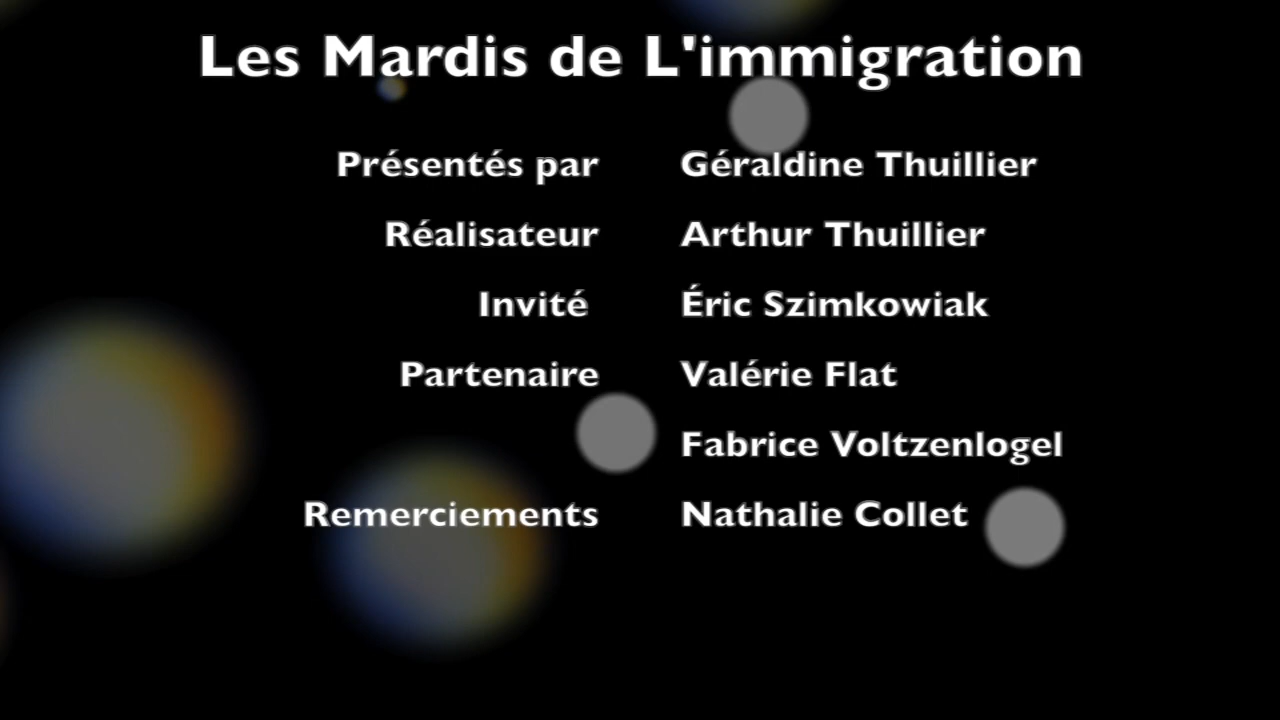 Les Mardis de L'immigration
Présentés par Géraldine Thuillier
Réalisateur Arthur Thuillier
Invité Éric Szimkowiak
Partenaire Valérie Flat
Fabrice Voltzenlogel
Remerciements Nathalie Collet